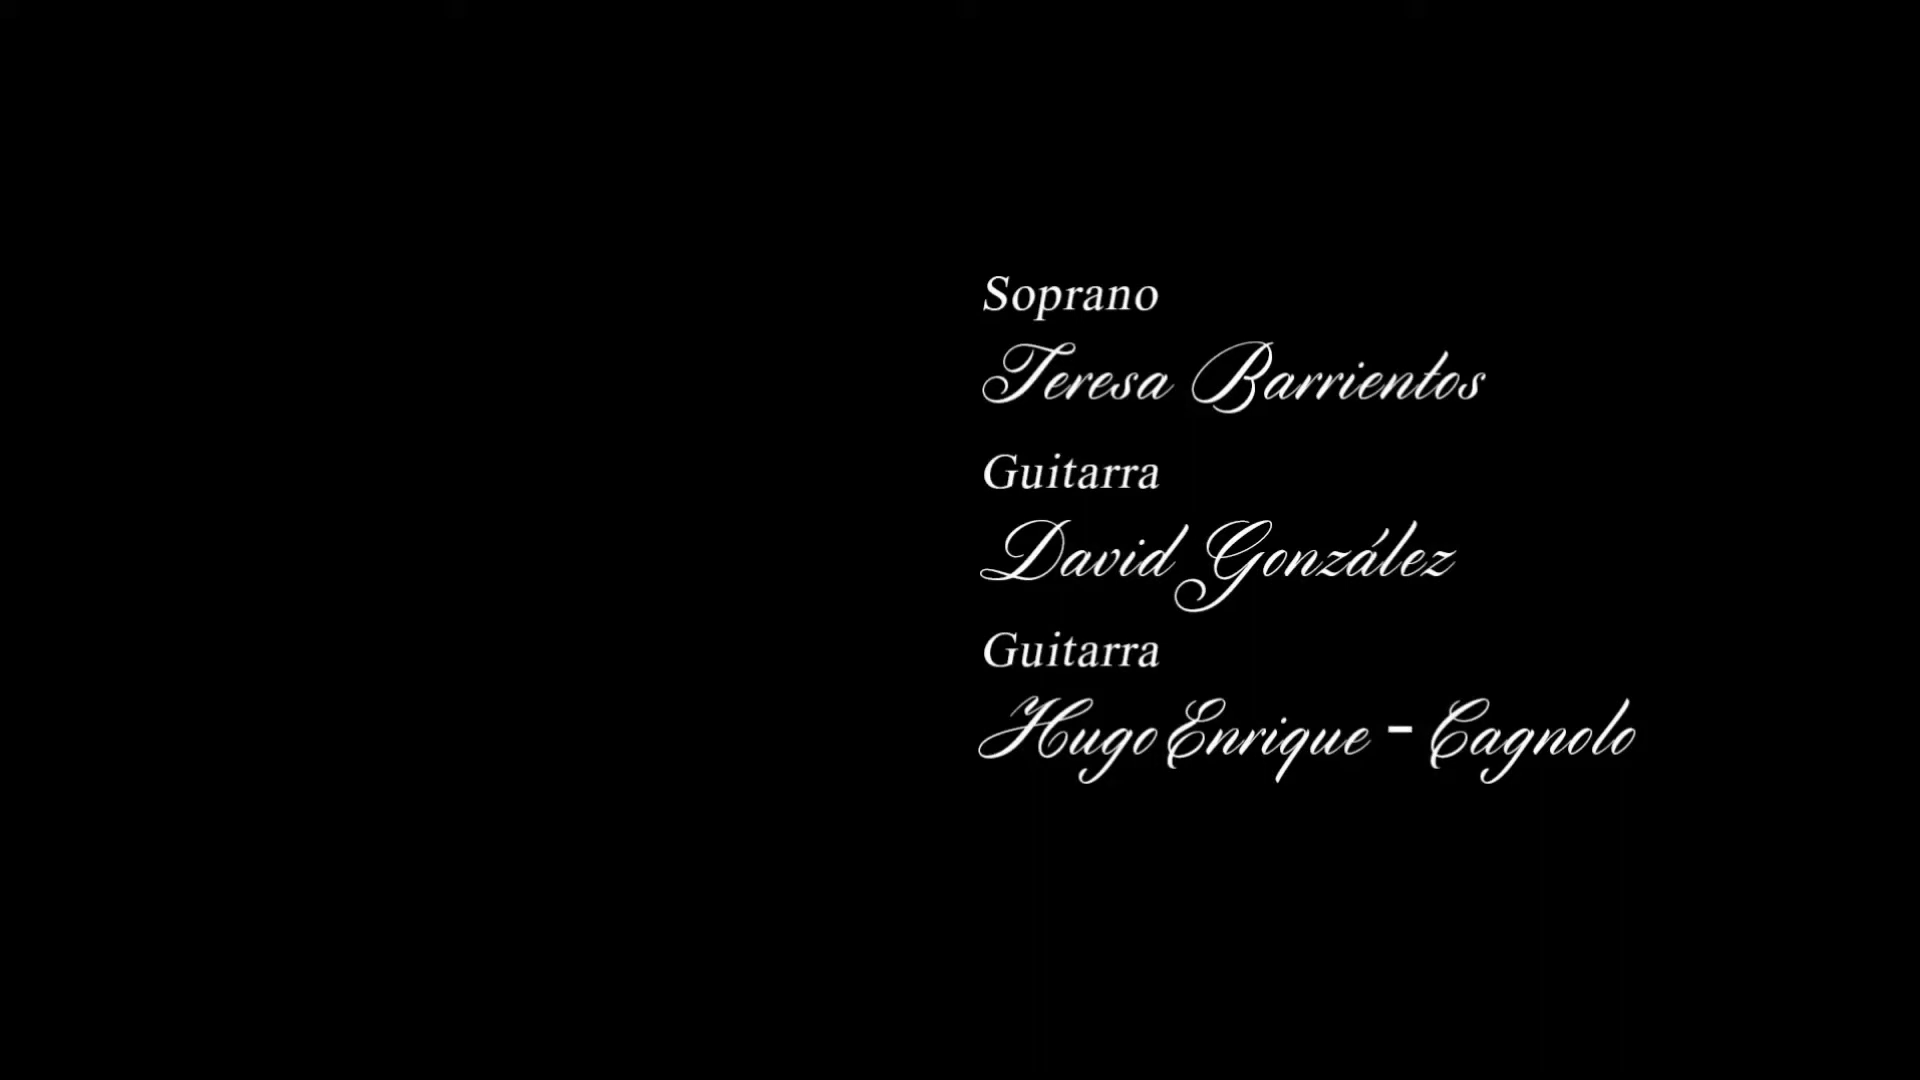 Soprano
Teresa Barrientos
Guitarra
David González
Guitarra
Hugo Enrique - Cagnolo